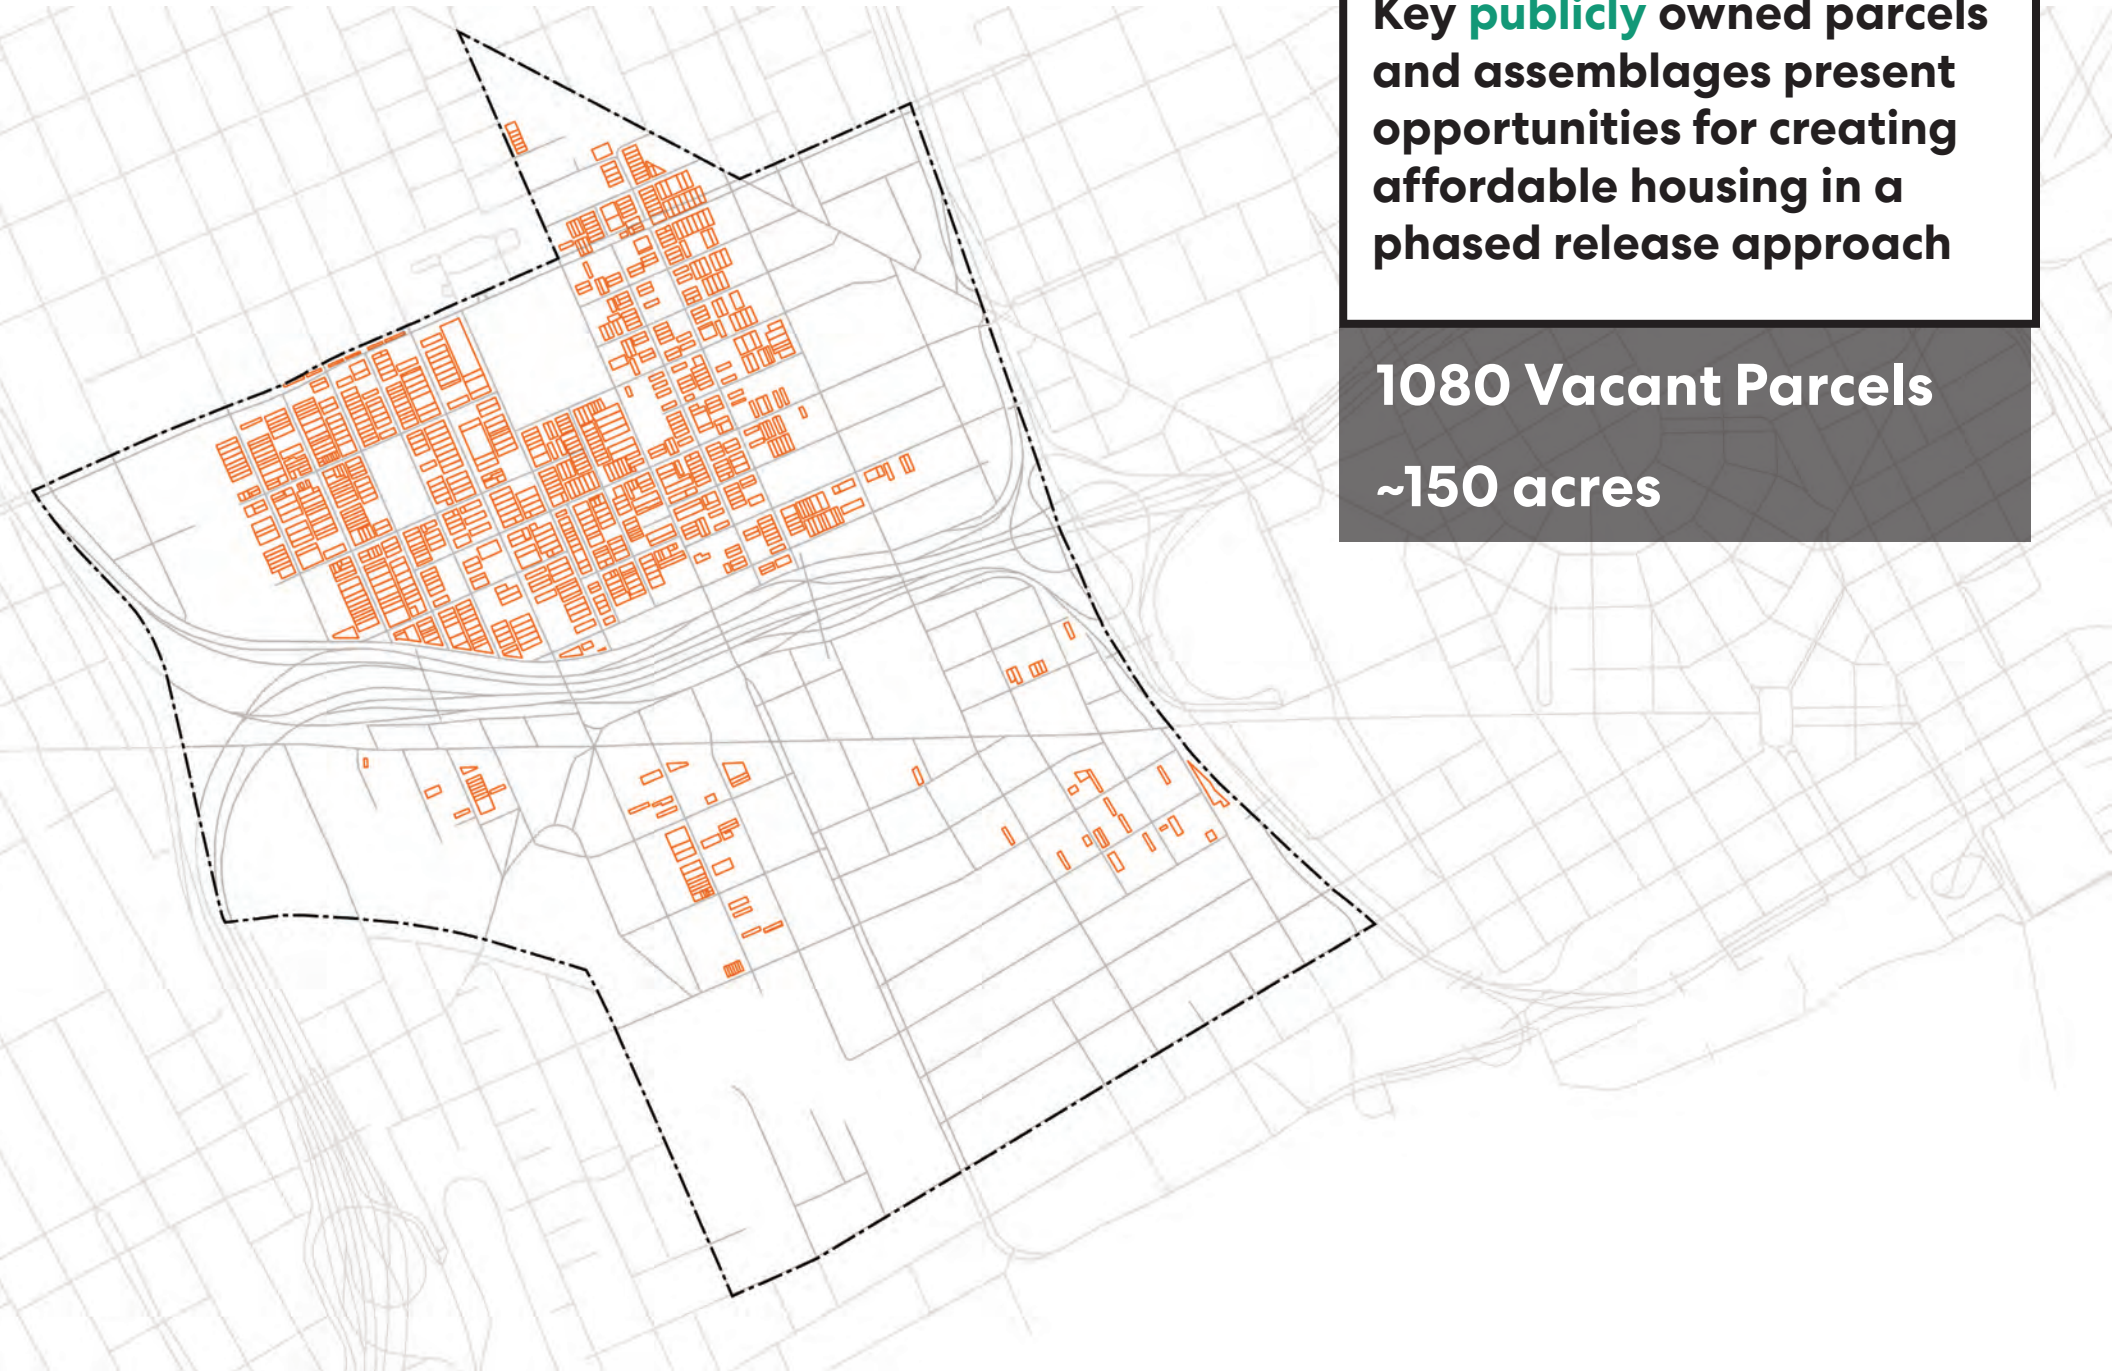 Key publicly owned parcels
and assemblages present
opportunities for creating
affordable housing in a
phased release approach
1080 Vacant Parcels
~150 acres